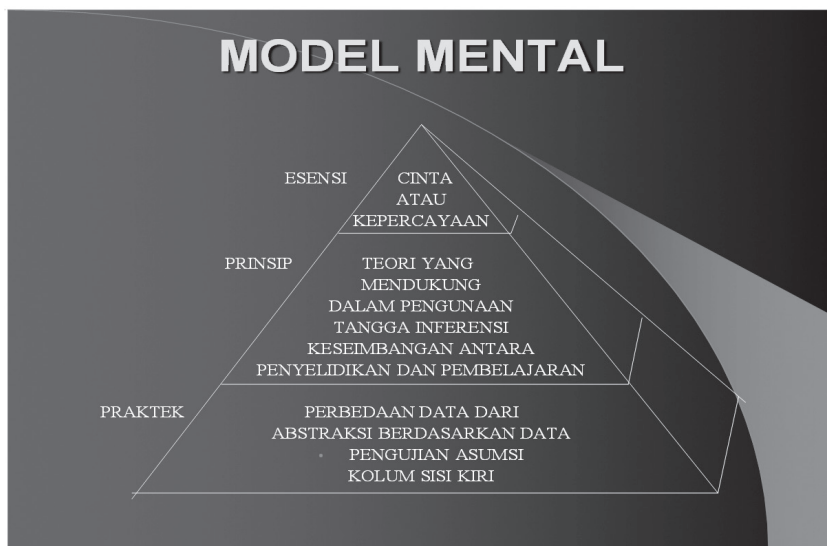 MODEL MENTAL
ESENSI
CINTA
ATAU
KEPERCAYAAN
PRINSIP
TEORI YANG
MENDUKUNG
DALAM PENGUNAAN
TANGGA INFERENSI
KESEIMBANGAN ANTARA
PENYELIDIKAN DAN PEMBELAJARAN
PRAKTEK
PERBEDAAN DATA DARI
ABSTRAKSI BERDASARKAN DATA
• PENGUJIAN ASUMSI
KOLUM SISI KIRI